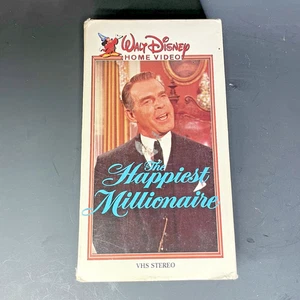 Walt Disney
HOME VIDEO
The
Happiest
Millionaire
VHS STEREO